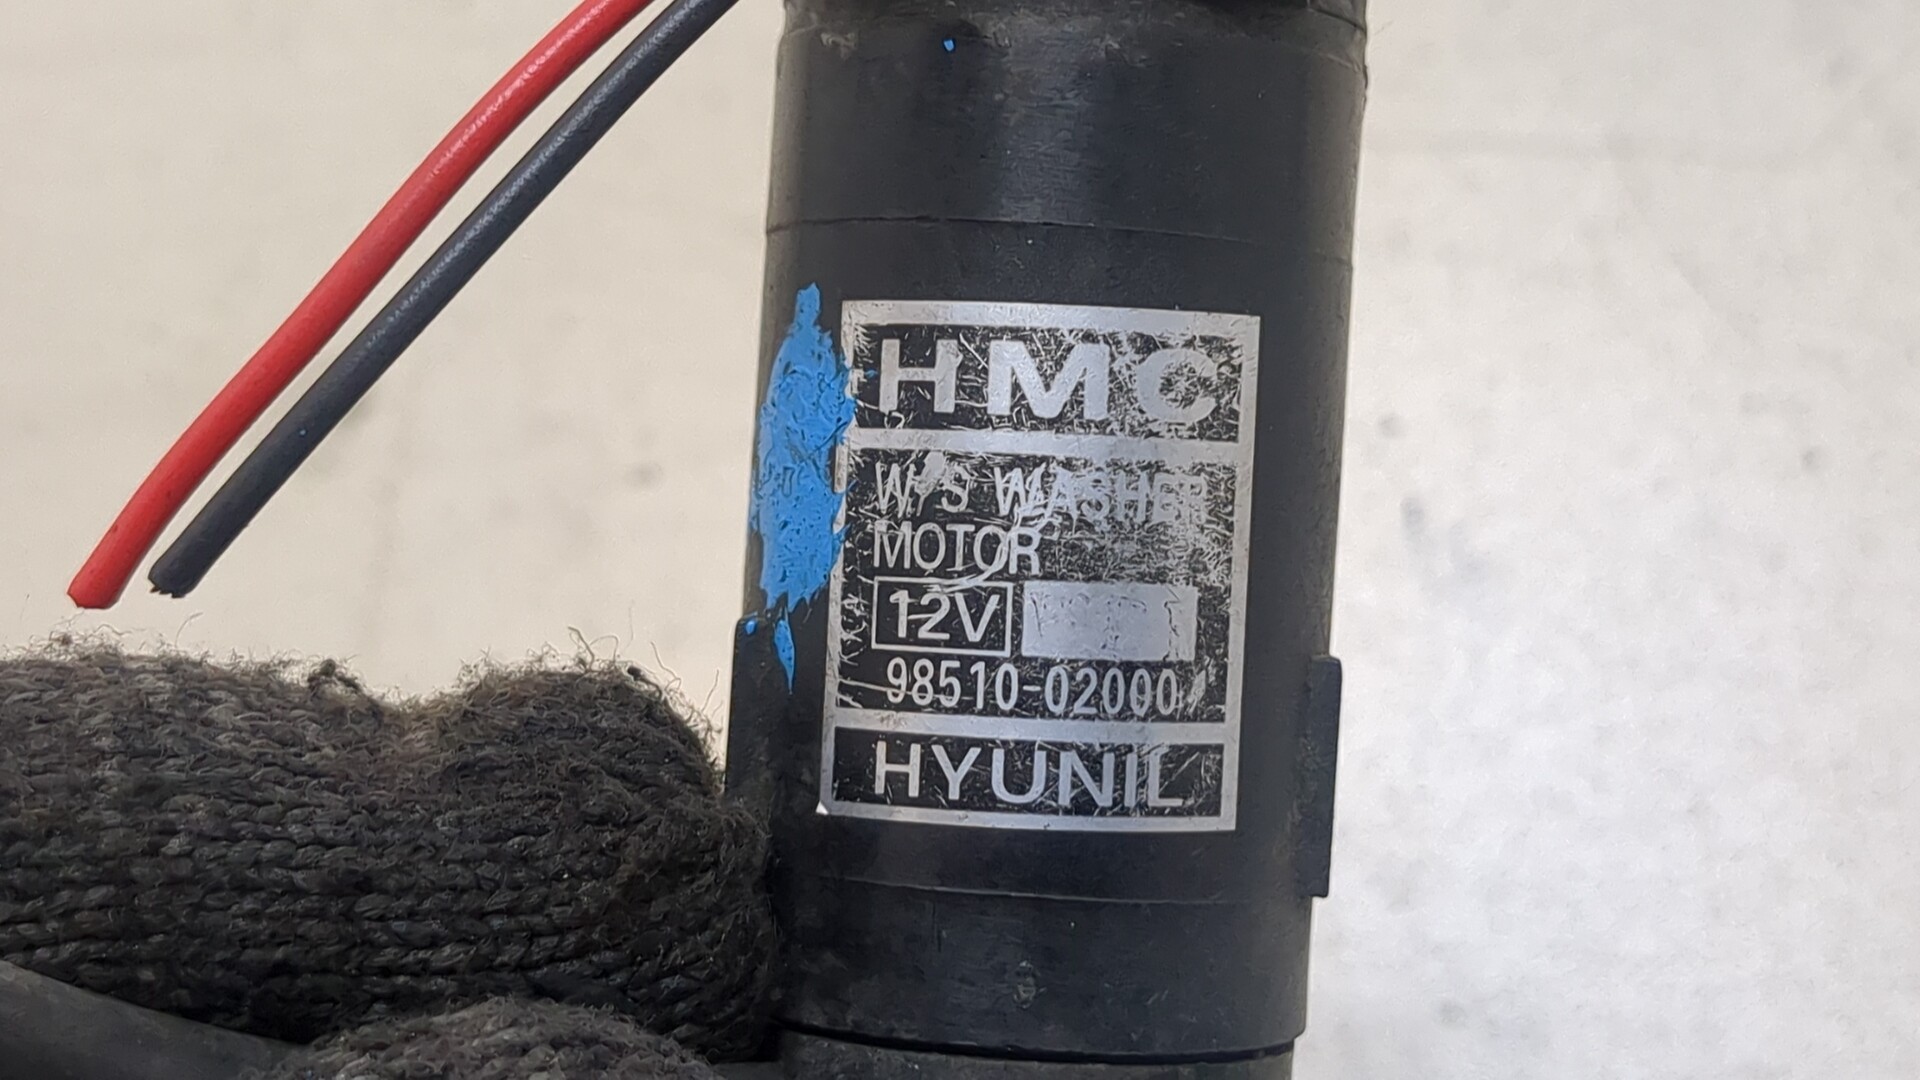 HMC
W/S WASHER
MOTOR
12V
98510-02000
HYUNIL